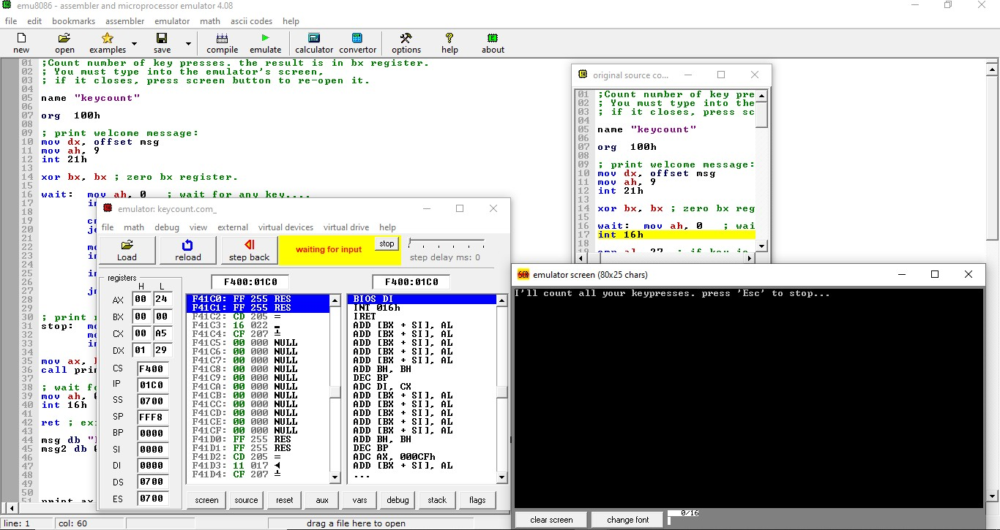 emu8086 - assembler and microprocessor emulator 4.08
file edit bookmarks assembler emulator math ascii codes help
new open examples save compile emulate calculator convertor options help about
01 ;Count number of key presses. the result is in bx register.
02 ; You must type into the emulator's screen,
03 ; if it closes, press screen button to re-open it.
04
05 name "keycount"
06
07 org 100h
08
09 ; print welcome message:
10 mov dx, offset msg
11 mov ah, 9
12 int 21h
13
14 xor bx, bx ; zero bx register.
15
16 wait: mov ah, 0 ; wait for any key....
17
18
19
20
21
22
23
24
25
26
27
28
29
30 ; print
31 stop:
32
33
34
35 mov ax,
36 call
37
38 ; wait
39 mov ah,
40 int 16h
41
42 ret ;
43
44 msg db
45 msg2 db
46
47
48
49
50
51 print ax
line: 1 col: 60 drag a file here to open
original source co...
01 ;Count number of key pre
02 ; You must type into the
03 ; if it closes, press sc
04
05 name "keycount"
06
07 org 100h
08
09 ; print welcome message:
10 mov dx, offset msg
11 mov ah, 9
12 int 21h
13
14 xor bx, bx ; zero bx reg
15
16 wait: mov ah, 0 ; wai
17 int 16h
18
19 cmp al, 27 ; if key is
emulator: keycount.com_
file math debug view external virtual devices virtual drive help
Load reload step back waiting for input stop step delay ms: 0
registers F400:01C0 F400:01C0
H L
AX 00 24
BX 00 00
CX 00 A5
DX 01 29
CS F400
IP 01C0
SS 0700
SP FFF8
BP 0000
SI 0000
DI 0000
DS 0700
ES 0700
F41C0: FF 255 RES
F41C1: FF 255 RES
F41C2: CD 205 =
F41C3: 16 022 ▬
F41C4: CF 207 ╧
F41C5: 00 000 NULL
F41C6: 00 000 NULL
F41C7: 00 000 NULL
F41C8: 00 000 NULL
F41C9: 00 000 NULL
F41CA: 00 000 NULL
F41CB: 00 000 NULL
F41CC: 00 000 NULL
F41CD: 00 000 NULL
F41CE: 00 000 NULL
F41CF: 00 000 NULL
F41D0: FF 255 RES
F41D1: FF 255 RES
F41D2: CD 205 =
F41D3: 11 017 ◄
F41D4: CF 207 ╧
BIOS DI
INT 016h
IRET
ADD [BX + SI], AL
ADD [BX + SI], AL
ADD [BX + SI], AL
ADD [BX + SI], AL
ADD [BX + SI], AL
ADD BH, BH
DEC BP
ADC DI, CX
ADD [BX + SI], AL
ADD [BX + SI], AL
ADD [BX + SI], AL
ADD [BX + SI], AL
ADD [BX + SI], AL
ADD BH, BH
DEC BP
ADC AX, 000CFh
ADD [BX + SI], AL
...
screen source reset aux vars debug stack flags
SCR emulator screen (80x25 chars)
I'll count all your keypresses. press 'Esc' to stop...
clear screen change font 0/16